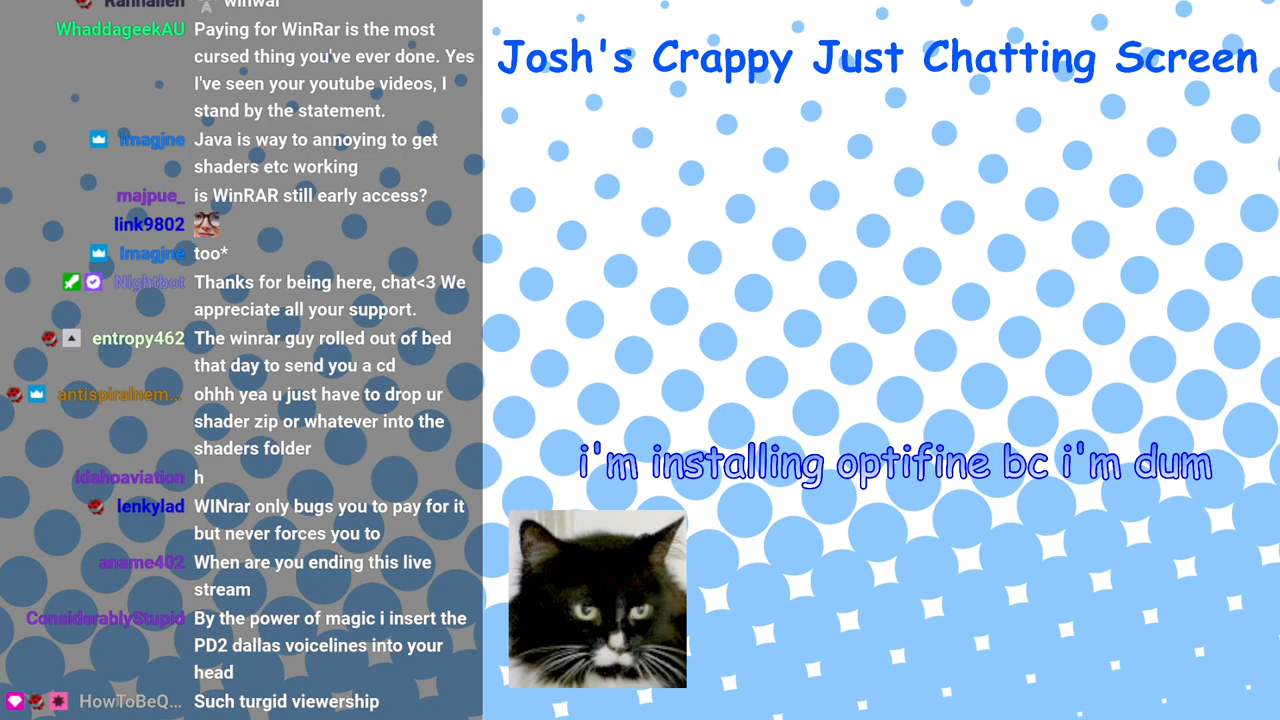 Rahhalien winwar
WhaddageekAU Paying for WinRar is the most
cursed thing you've ever done. Yes
I've seen your youtube videos, I
stand by the statement.
Imagjne Java is way to annoying to get
shaders etc working
majpue_ is WinRAR still early access?
link9802
Imagjne too*
Nightbot Thanks for being here, chat<3 We
appreciate all your support.
entropy462 The winrar guy rolled out of bed
that day to send you a cd
antispiralnem... ohhh yea u just have to drop ur
shader zip or whatever into the
shaders folder
idahoaviation h
lenkylad WINrar only bugs you to pay for it
but never forces you to
aname402 When are you ending this live
stream
ConsiderablyStupid By the power of magic i insert the
PD2 dallas voicelines into your
head
HowToBeQ... Such turgid viewership
Josh's Crappy Just Chatting Screen
i'm installing optifine bc i'm dum